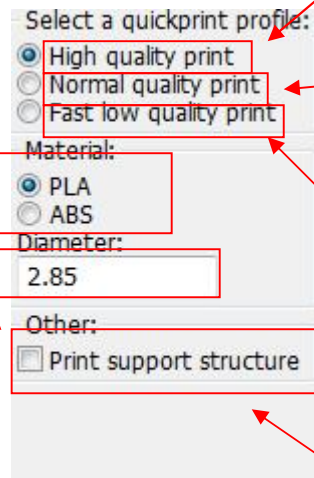 Select a quickprint profile:
High quality print
Normal quality print
Fast low quality print
Material:
PLA
ABS
Diameter:
2.85
Other:
Print support structure